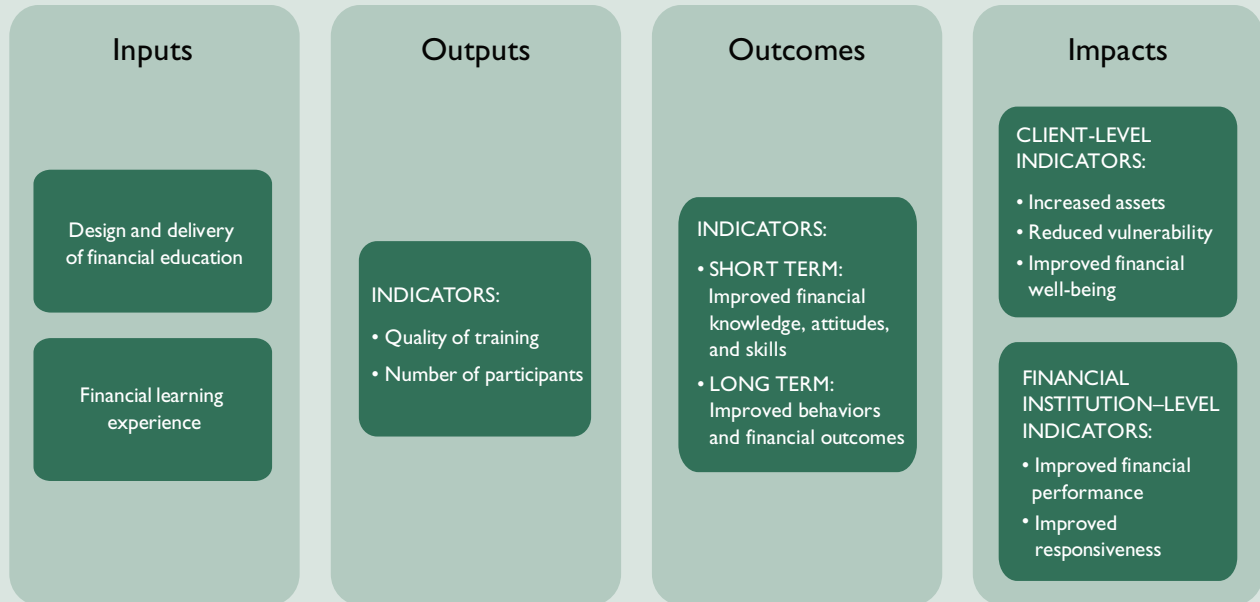 Inputs
Design and delivery
of financial education
Financial learning
experience
Outputs
INDICATORS:
• Quality of training
• Number of participants
Outcomes
INDICATORS:
• SHORT TERM:
Improved financial
knowledge, attitudes,
and skills
• LONG TERM:
Improved behaviors
and financial outcomes
Impacts
CLIENT-LEVEL
INDICATORS:
• Increased assets
• Reduced vulnerability
• Improved financial
well-being
FINANCIAL
INSTITUTION–LEVEL
INDICATORS:
• Improved financial
performance
• Improved
responsiveness